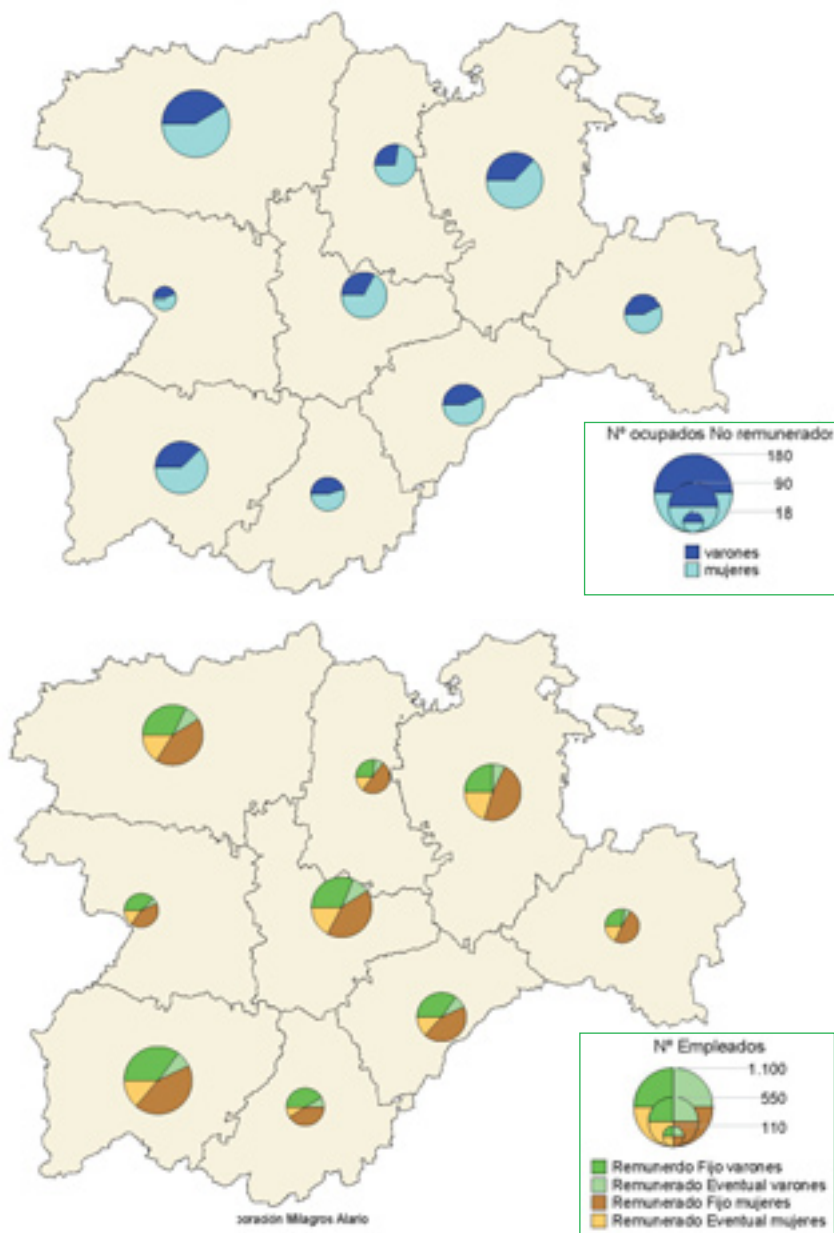 Nº ocupados No remunerados
180
90
18
varones
mujeres
Nº Empleados
1.100
550
110
Remunerdo Fijo varones
Remunerado Eventual varones
Remunerado Fijo mujeres
Remunerado Eventual mujeres
oración Milagros Alario